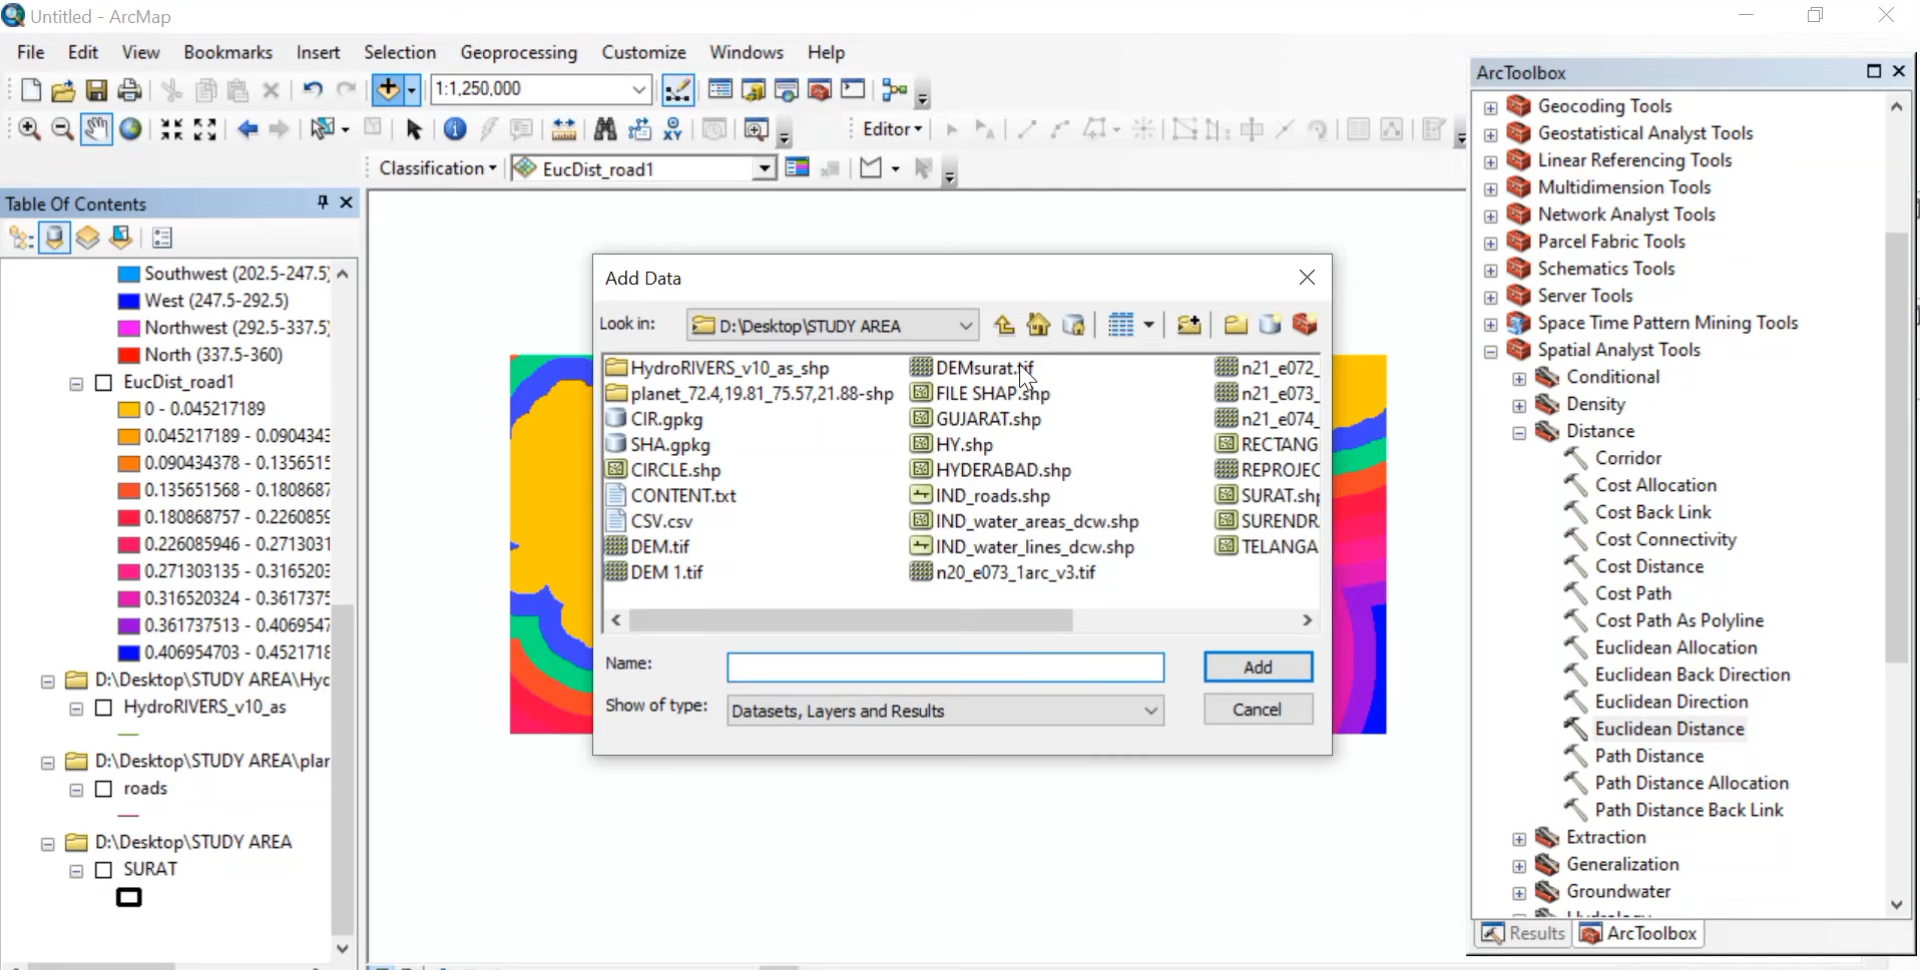 Untitled - ArcMap
File Edit View Bookmarks Insert Selection Geoprocessing Customize Windows Help
1:1,250,000
Editor
Classification EucDist_road1
Table Of Contents
Southwest (202.5-247.5)
West (247.5-292.5)
Northwest (292.5-337.5)
North (337.5-360)
EucDist_road1
0 - 0.045217189
0.045217189 - 0.0904343
0.090434378 - 0.1356515
0.135651568 - 0.1808687
0.180868757 - 0.2260859
0.226085946 - 0.2713031
0.271303135 - 0.3165203
0.316520324 - 0.3617375
0.361737513 - 0.4069547
0.406954703 - 0.4521718
D:\Desktop\STUDY AREA\Hyd
HydroRIVERS_v10_as
D:\Desktop\STUDY AREA\plar
roads
D:\Desktop\STUDY AREA
SURAT
Add Data
Look in: D:\Desktop\STUDY AREA
HydroRIVERS_v10_as_shp
planet_72.4,19.81_75.57,21.88-shp
CIR.gpkg
SHA.gpkg
CIRCLE.shp
CONTENT.txt
CSV.csv
DEM.tif
DEM 1.tif
DEMsurat.tif
FILE SHAP.shp
GUJARAT.shp
HY.shp
HYDERABAD.shp
IND_roads.shp
IND_water_areas_dcw.shp
IND_water_lines_dcw.shp
n20_e073_1arc_v3.tif
n21_e072_
n21_e073_
n21_e074_
RECTANG
REPROJEC
SURAT.shp
SURENDR
TELANGA
Name:
Add
Show of type: Datasets, Layers and Results
Cancel
ArcToolbox
Geocoding Tools
Geostatistical Analyst Tools
Linear Referencing Tools
Multidimension Tools
Network Analyst Tools
Parcel Fabric Tools
Schematics Tools
Server Tools
Space Time Pattern Mining Tools
Spatial Analyst Tools
Conditional
Density
Distance
Corridor
Cost Allocation
Cost Back Link
Cost Connectivity
Cost Distance
Cost Path
Cost Path As Polyline
Euclidean Allocation
Euclidean Back Direction
Euclidean Direction
Euclidean Distance
Path Distance
Path Distance Allocation
Path Distance Back Link
Extraction
Generalization
Groundwater
Results ArcToolbox